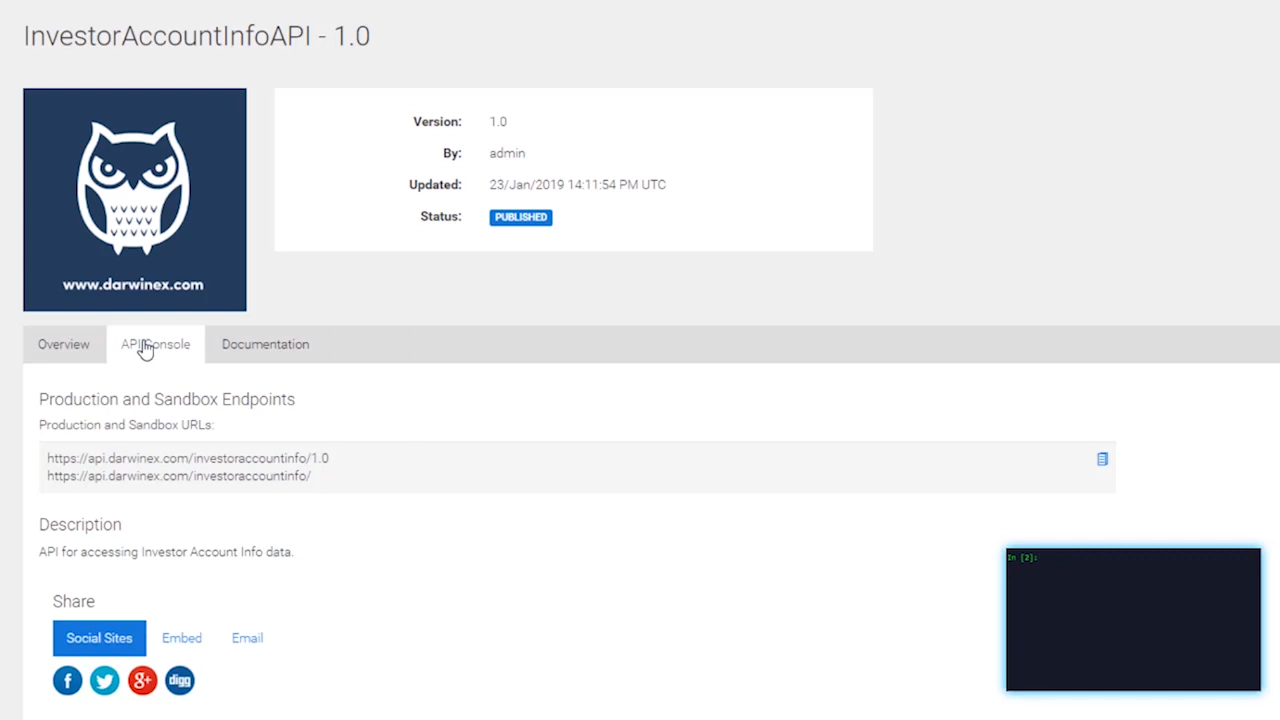 InvestorAccountInfoAPI - 1.0
www.darwinex.com
Version: 1.0
By: admin
Updated: 23/Jan/2019 14:11:54 PM UTC
Status: PUBLISHED
Overview API Console Documentation
Production and Sandbox Endpoints
Production and Sandbox URLs:
https://api.darwinex.com/investoraccountinfo/1.0
https://api.darwinex.com/investoraccountinfo/
Description
API for accessing Investor Account Info data.
Share
Social Sites Embed Email
f g+ digg
In [2]: